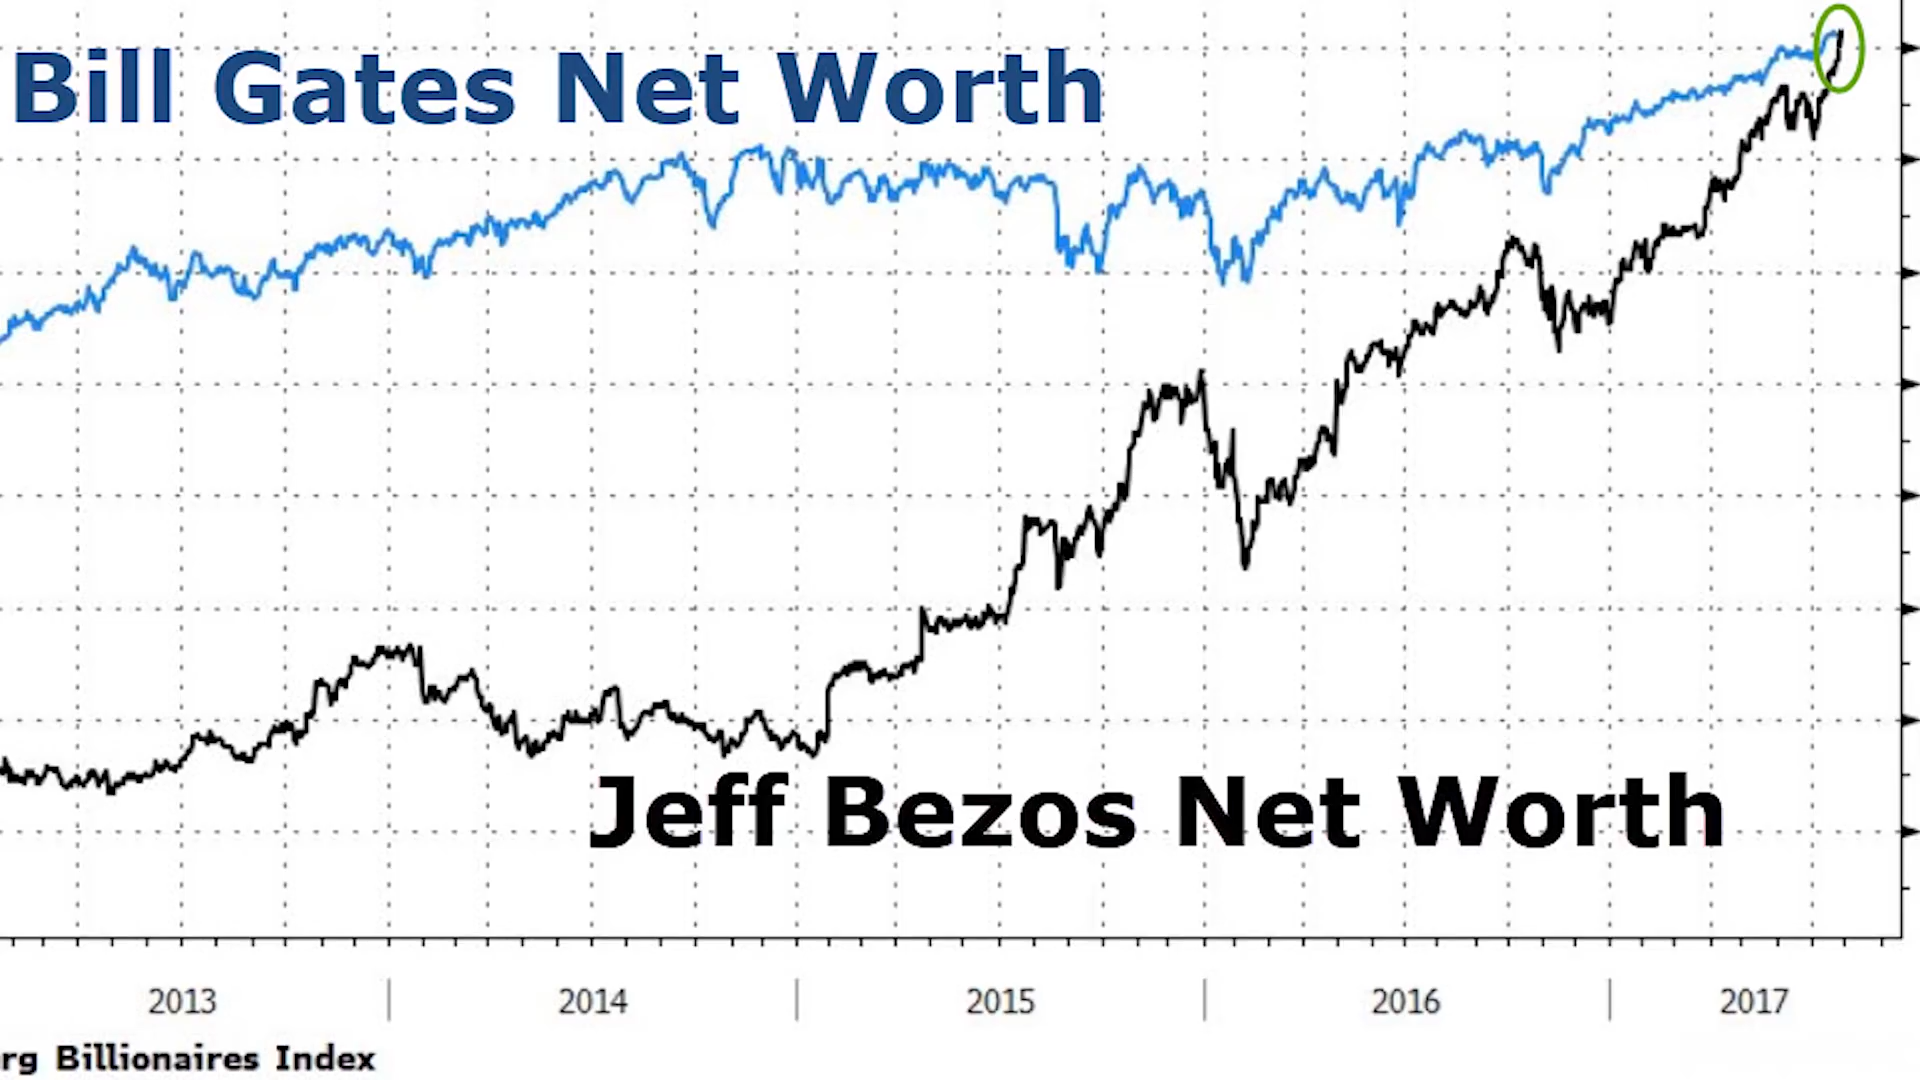 Bill Gates Net Worth
Jeff Bezos Net Worth
2013 2014 2015 2016 2017
rg Billionaires Index